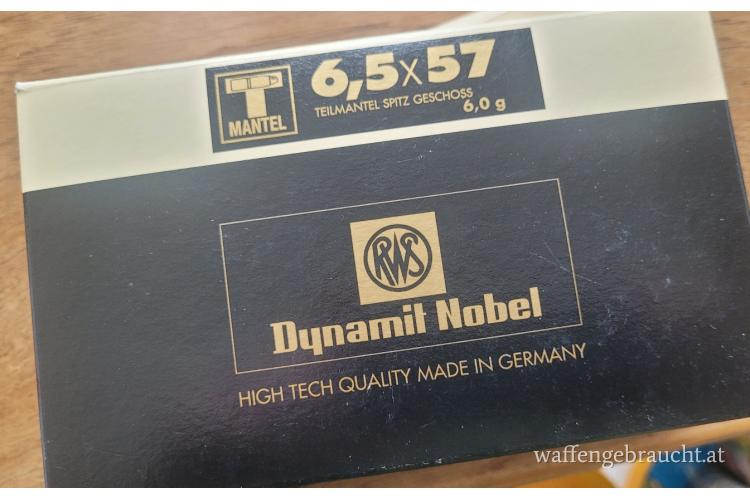 6,5x57
TEILMANTEL SPITZ GESCHOSS
6,0 g
T
MANTEL
RWS
Dynamit Nobel
HIGH TECH QUALITY MADE IN GERMANY
waffengebraucht.at